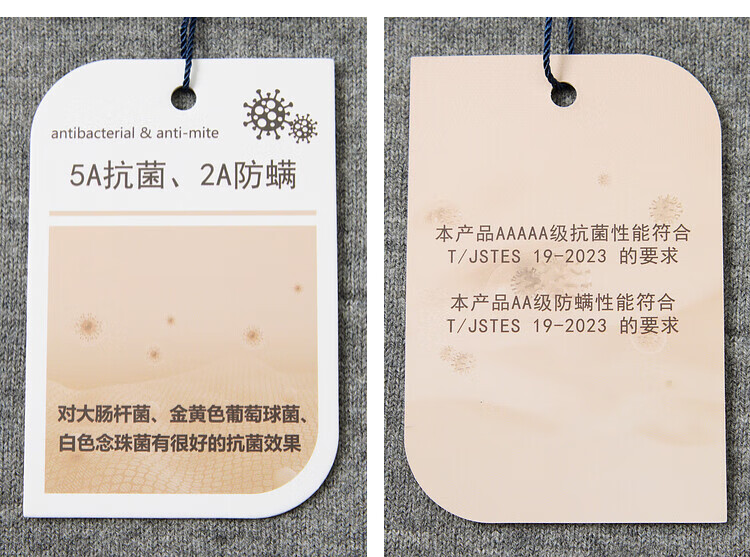 antibacterial & anti-mite
5A抗菌、2A防螨
对大肠杆菌、金黄色葡萄球菌、
白色念珠菌有很好的抗菌效果
本产品AAAAA级抗菌性能符合
T/JSTES 19-2023 的要求
本产品AA级防螨性能符合
T/JSTES 19-2023 的要求